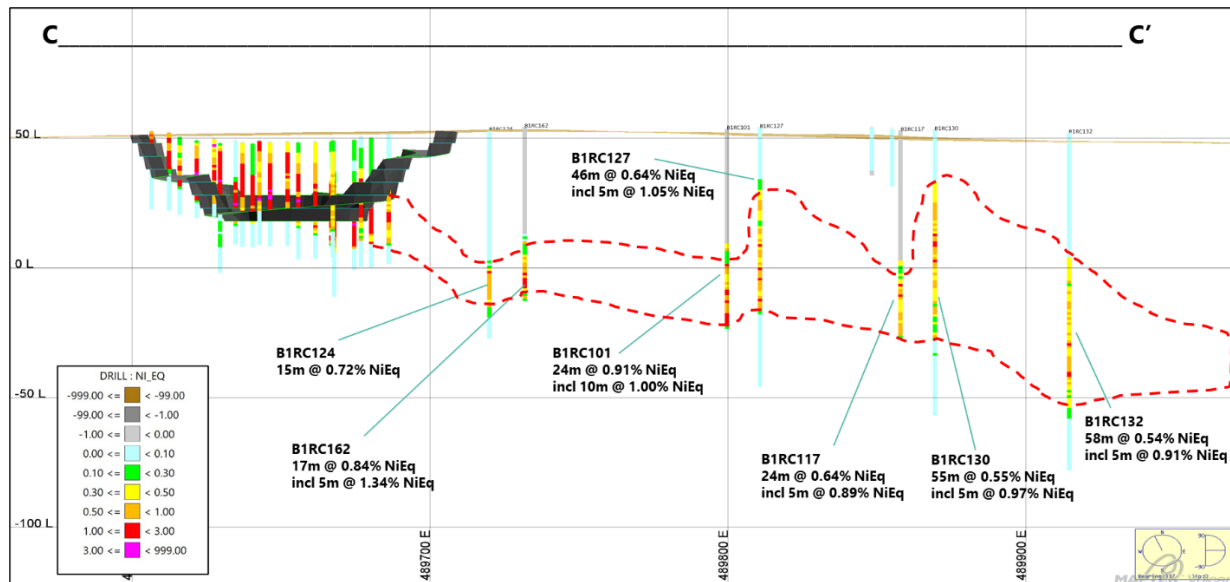 C
C’
50 L
B1RC162
B1RC101
B1RC127
B1RC117
B1RC130
B1RC132
B1RC127
46m @ 0.64% NiEq
incl 5m @ 1.05% NiEq
0 L
B1RC124
15m @ 0.72% NiEq
B1RC101
24m @ 0.91% NiEq
incl 10m @ 1.00% NiEq
B1RC162
17m @ 0.84% NiEq
incl 5m @ 1.34% NiEq
B1RC117
24m @ 0.64% NiEq
incl 5m @ 0.89% NiEq
B1RC130
55m @ 0.55% NiEq
incl 5m @ 0.97% NiEq
B1RC132
58m @ 0.54% NiEq
incl 5m @ 0.91% NiEq
-50 L
DRILL : NI_EQ
-999.00 <= < -99.00
-99.00 <= < -1.00
-1.00 <= < 0.00
0.00 <= < 0.10
0.10 <= < 0.30
0.30 <= < 0.50
0.50 <= < 1.00
1.00 <= < 3.00
3.00 <= < 999.00
-100 L
489700 E
489800 E
489900 E